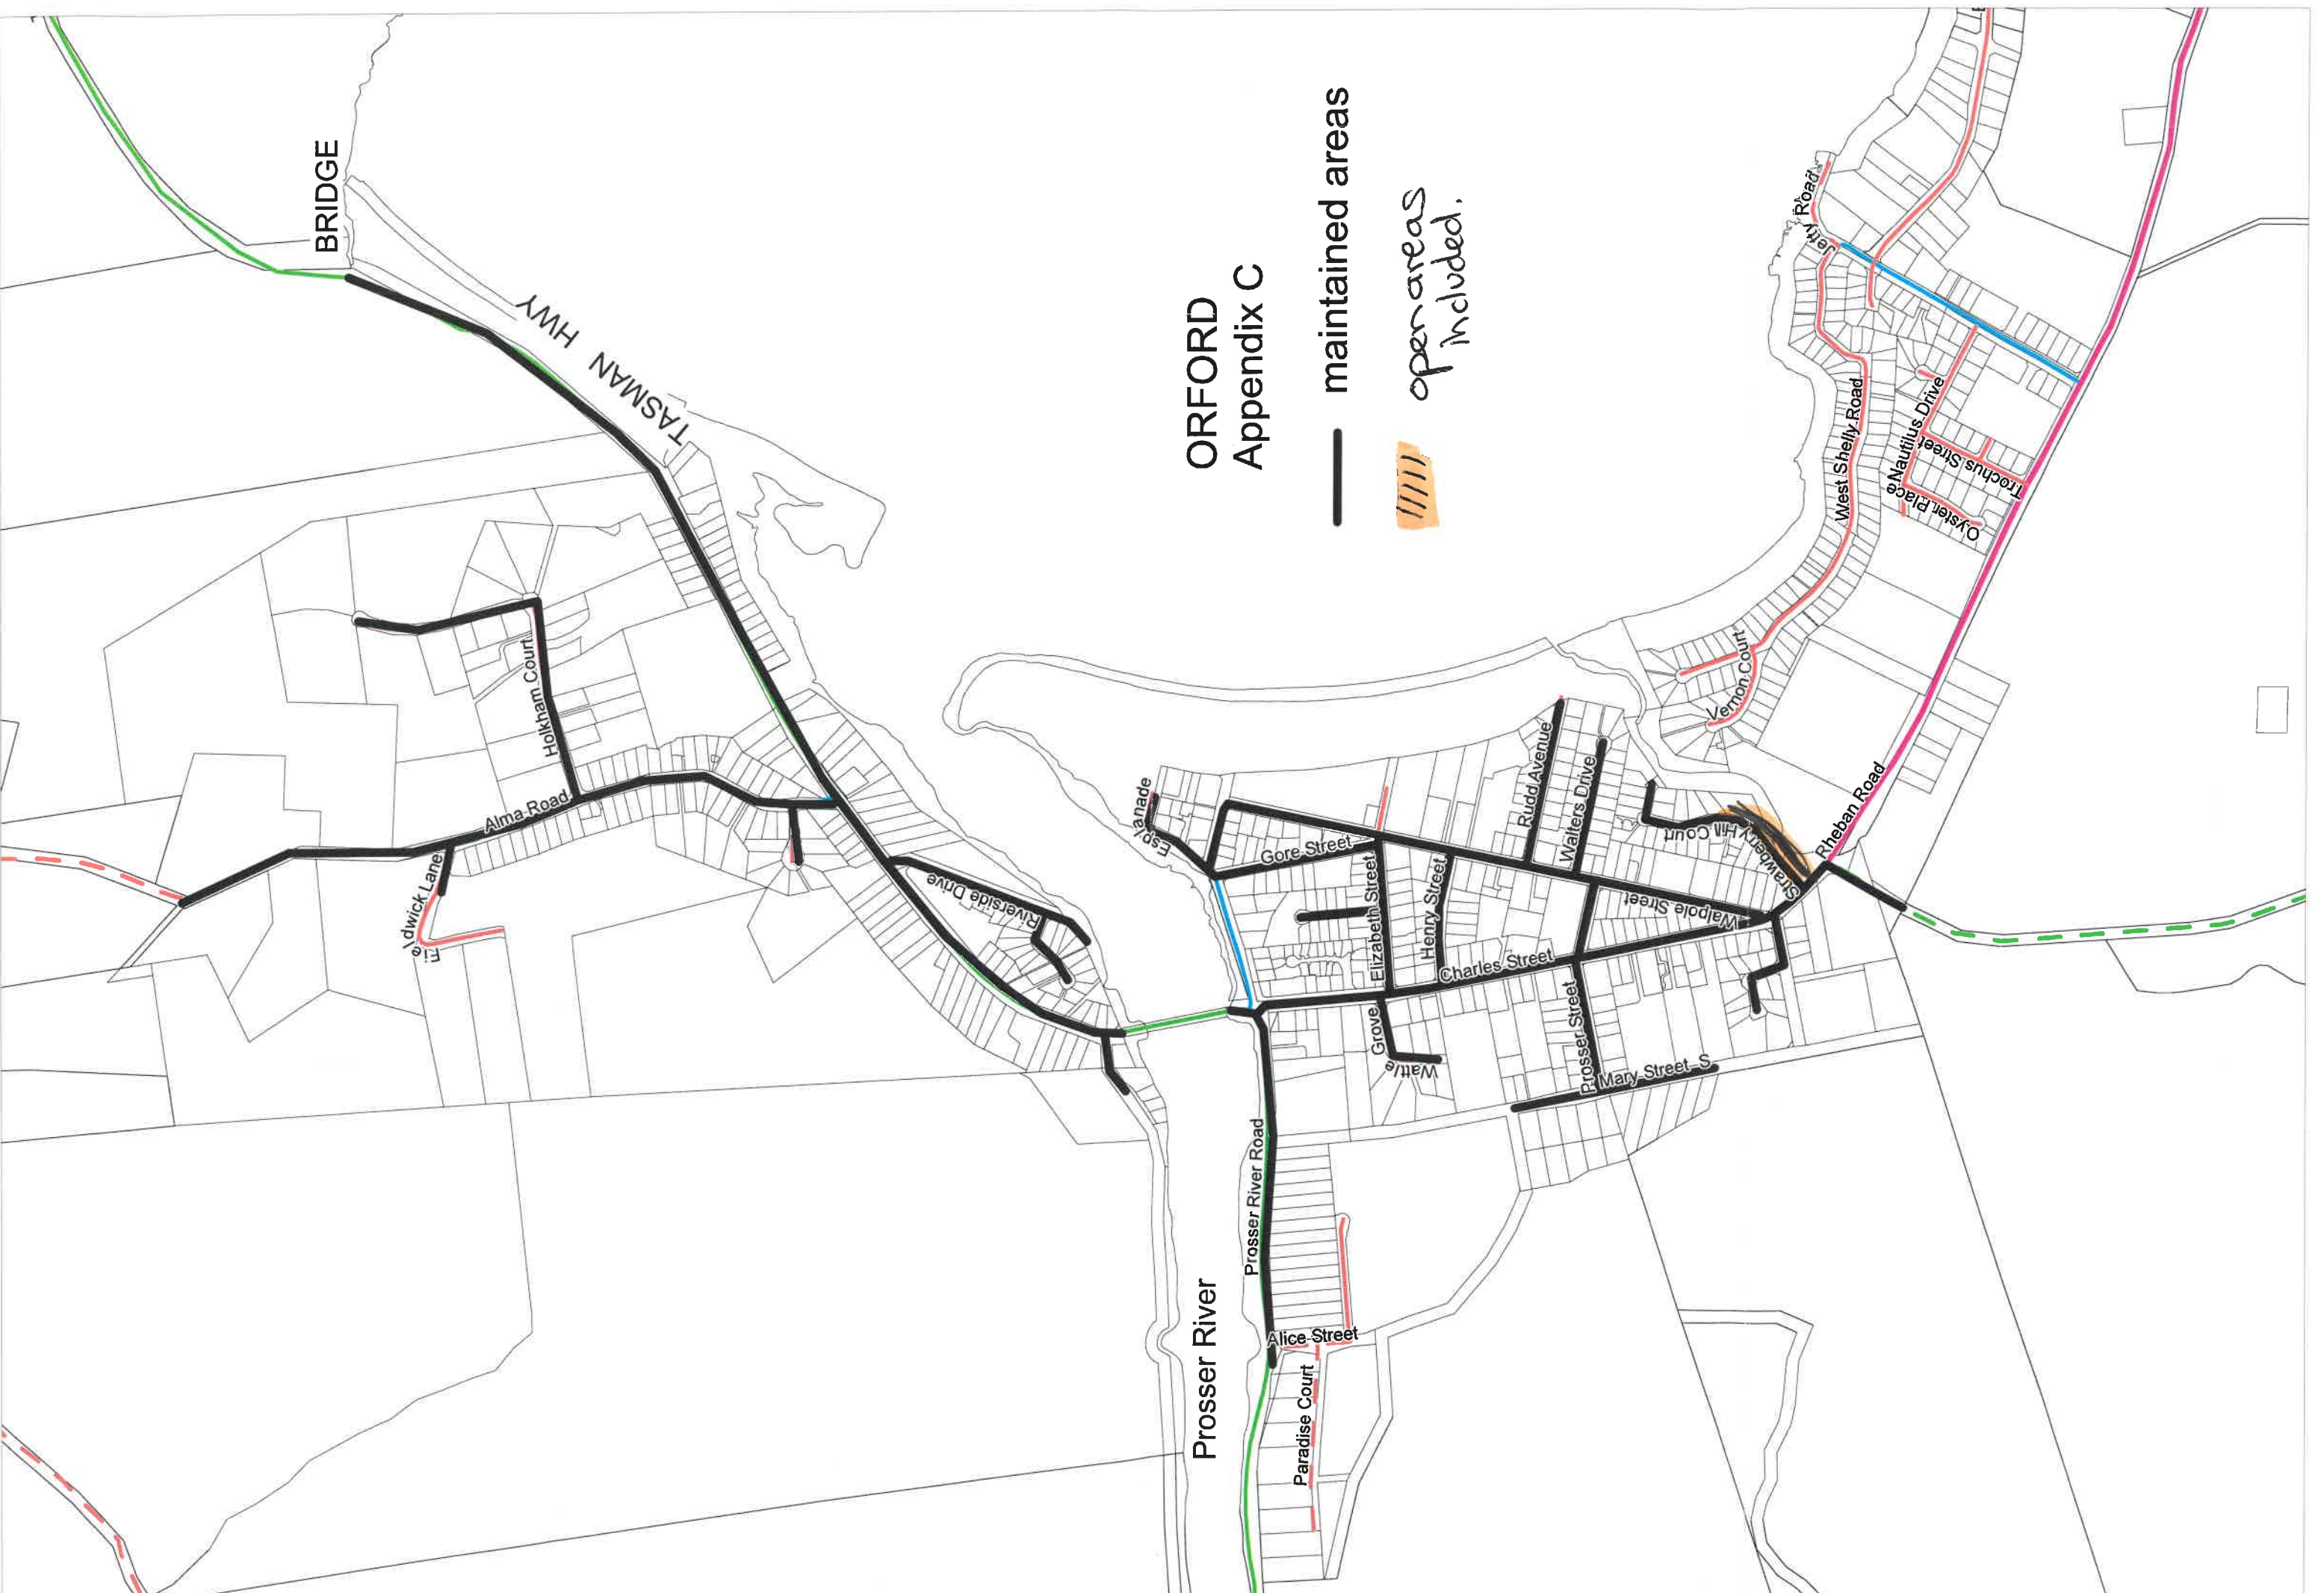 ORFORD
Appendix C
maintained areas
open areas
included.
BRIDGE
TASMAN HWY
Holkham Court
Alma Road
Fieldwick Lane
Riverside Drive
Prosser River
Esplanade
Gore Street
Elizabeth Street
Henry Street
Charles Street
Walpole Street
Rudd Avenue
Walters Drive
Strawberry Hill Court
Rheban Road
Vernon Court
West Shelly Road
Jetty Road
Nautilus Drive
Trochus Street
Oyster Place
Wattle Grove
Prosser Street
Mary Street S
Prosser River Road
Alice Street
Paradise Court